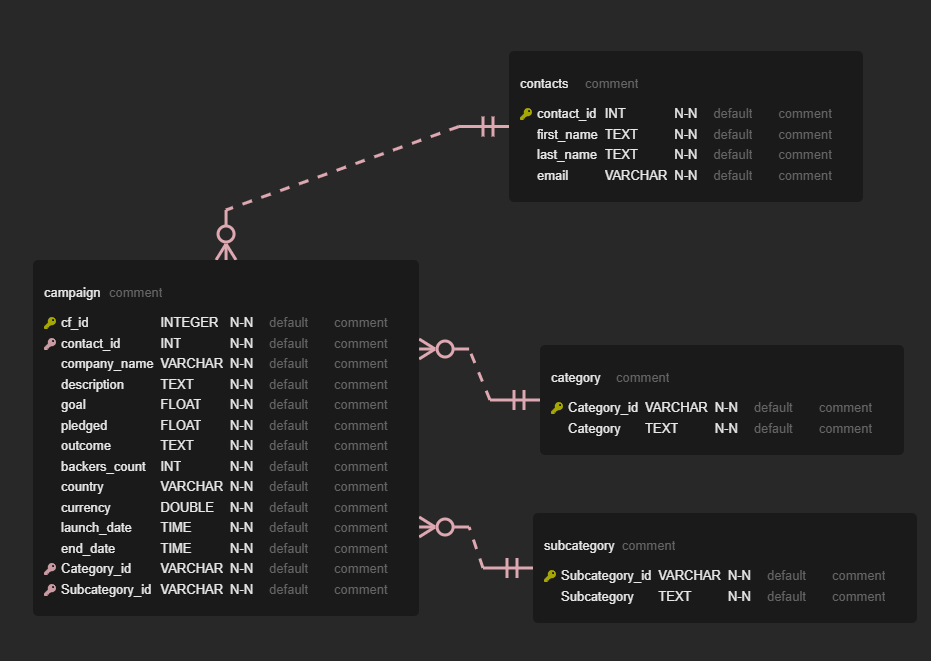 contacts comment
contact_id INT N-N default comment
first_name TEXT N-N default comment
last_name TEXT N-N default comment
email VARCHAR N-N default comment
campaign comment
cf_id INTEGER N-N default comment
contact_id INT N-N default comment
company_name VARCHAR N-N default comment
description TEXT N-N default comment
goal FLOAT N-N default comment
pledged FLOAT N-N default comment
outcome TEXT N-N default comment
backers_count INT N-N default comment
country VARCHAR N-N default comment
currency DOUBLE N-N default comment
launch_date TIME N-N default comment
end_date TIME N-N default comment
Category_id VARCHAR N-N default comment
Subcategory_id VARCHAR N-N default comment
category comment
Category_id VARCHAR N-N default comment
Category TEXT N-N default comment
subcategory comment
Subcategory_id VARCHAR N-N default comment
Subcategory TEXT N-N default comment